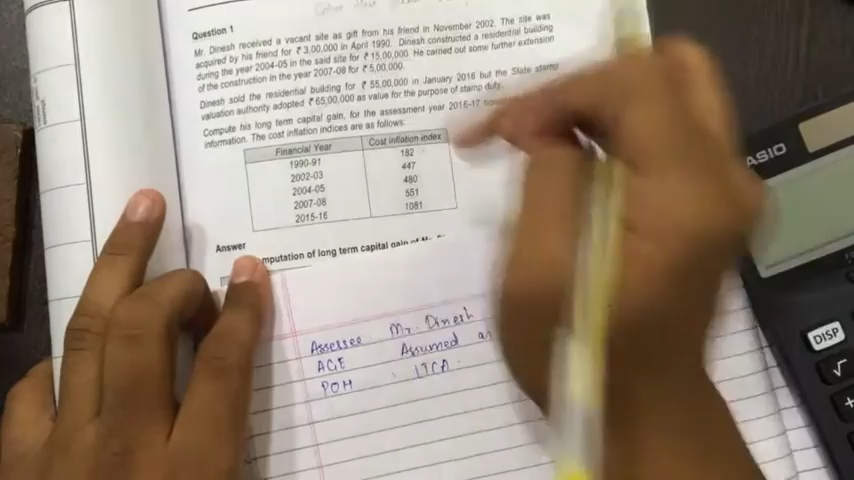 Question 1
Mr. Dinesh received a vacant site as gift from his friend in November 2002. The site was
acquired by his friend for ₹ 3,00,000 in April 1990. Dinesh constructed a residential building
during the year 2004-05 in the said site for ₹ 15,00,000. He carried out some further extension
of the construction in the year 2007-08 for ₹ 5,00,000.
Dinesh sold the residential building for ₹ 55,00,000 in January 2016 but the State stamp
valuation authority adopted ₹ 65,00,000 as value for the purpose of stamp duty.
Compute his long term capital gain, for the assessment year 2016-17
information. The cost inflation indices are as follows:
Financial Year Cost inflation index
1990-91 182
2002-03 447
2004-05 480
2007-08 551
2015-16 1081
Answer
mputation of long term capital gain of
Assessee Mr. Dinesh
AGE Assumed as
POH LTCA
CASIO
DISP
√